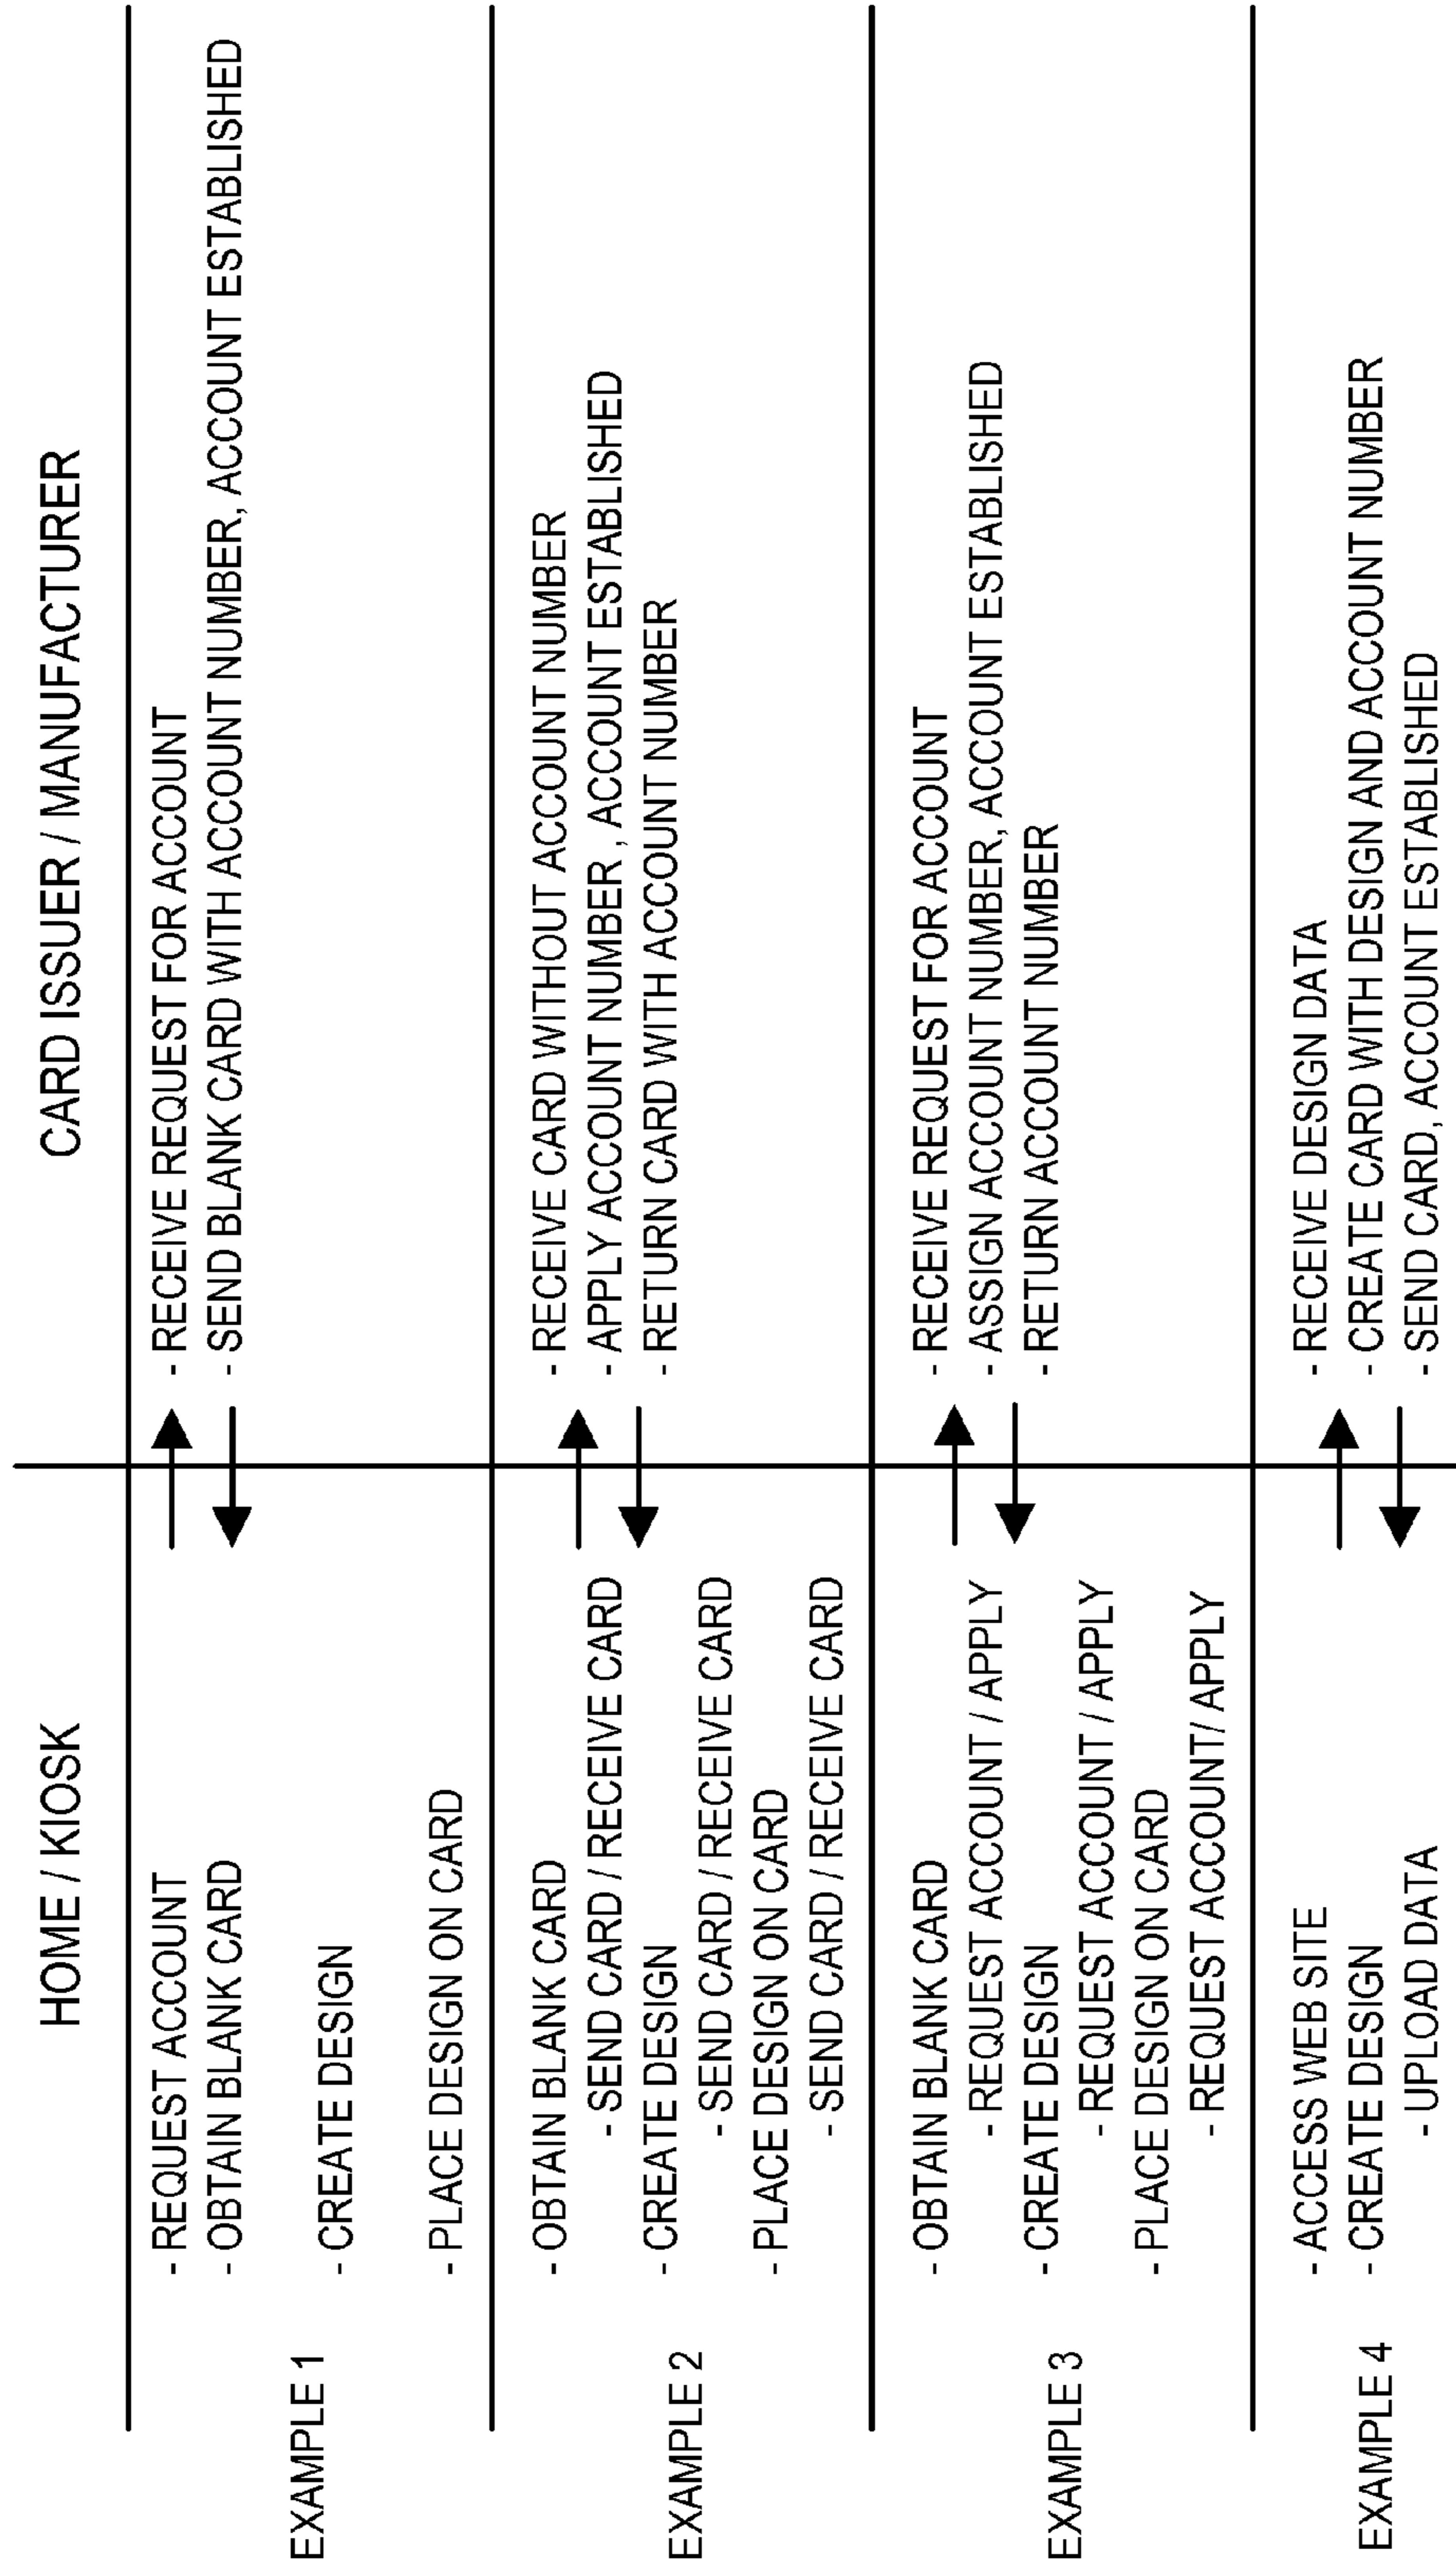 HOME / KIOSK
CARD ISSUER / MANUFACTURER
EXAMPLE 1
- REQUEST ACCOUNT
- OBTAIN BLANK CARD
- CREATE DESIGN
- PLACE DESIGN ON CARD
- RECEIVE REQUEST FOR ACCOUNT
- SEND BLANK CARD WITH ACCOUNT NUMBER, ACCOUNT ESTABLISHED
EXAMPLE 2
- OBTAIN BLANK CARD
- SEND CARD / RECEIVE CARD
- CREATE DESIGN
- SEND CARD / RECEIVE CARD
- PLACE DESIGN ON CARD
- SEND CARD / RECEIVE CARD
- RECEIVE CARD WITHOUT ACCOUNT NUMBER
- APPLY ACCOUNT NUMBER , ACCOUNT ESTABLISHED
- RETURN CARD WITH ACCOUNT NUMBER
EXAMPLE 3
- OBTAIN BLANK CARD
- REQUEST ACCOUNT / APPLY
- CREATE DESIGN
- REQUEST ACCOUNT / APPLY
- PLACE DESIGN ON CARD
- REQUEST ACCOUNT/ APPLY
- RECEIVE REQUEST FOR ACCOUNT
- ASSIGN ACCOUNT NUMBER, ACCOUNT ESTABLISHED
- RETURN ACCOUNT NUMBER
EXAMPLE 4
- ACCESS WEB SITE
- CREATE DESIGN
- UPLOAD DATA
- RECEIVE DESIGN DATA
- CREATE CARD WITH DESIGN AND ACCOUNT NUMBER
- SEND CARD, ACCOUNT ESTABLISHED